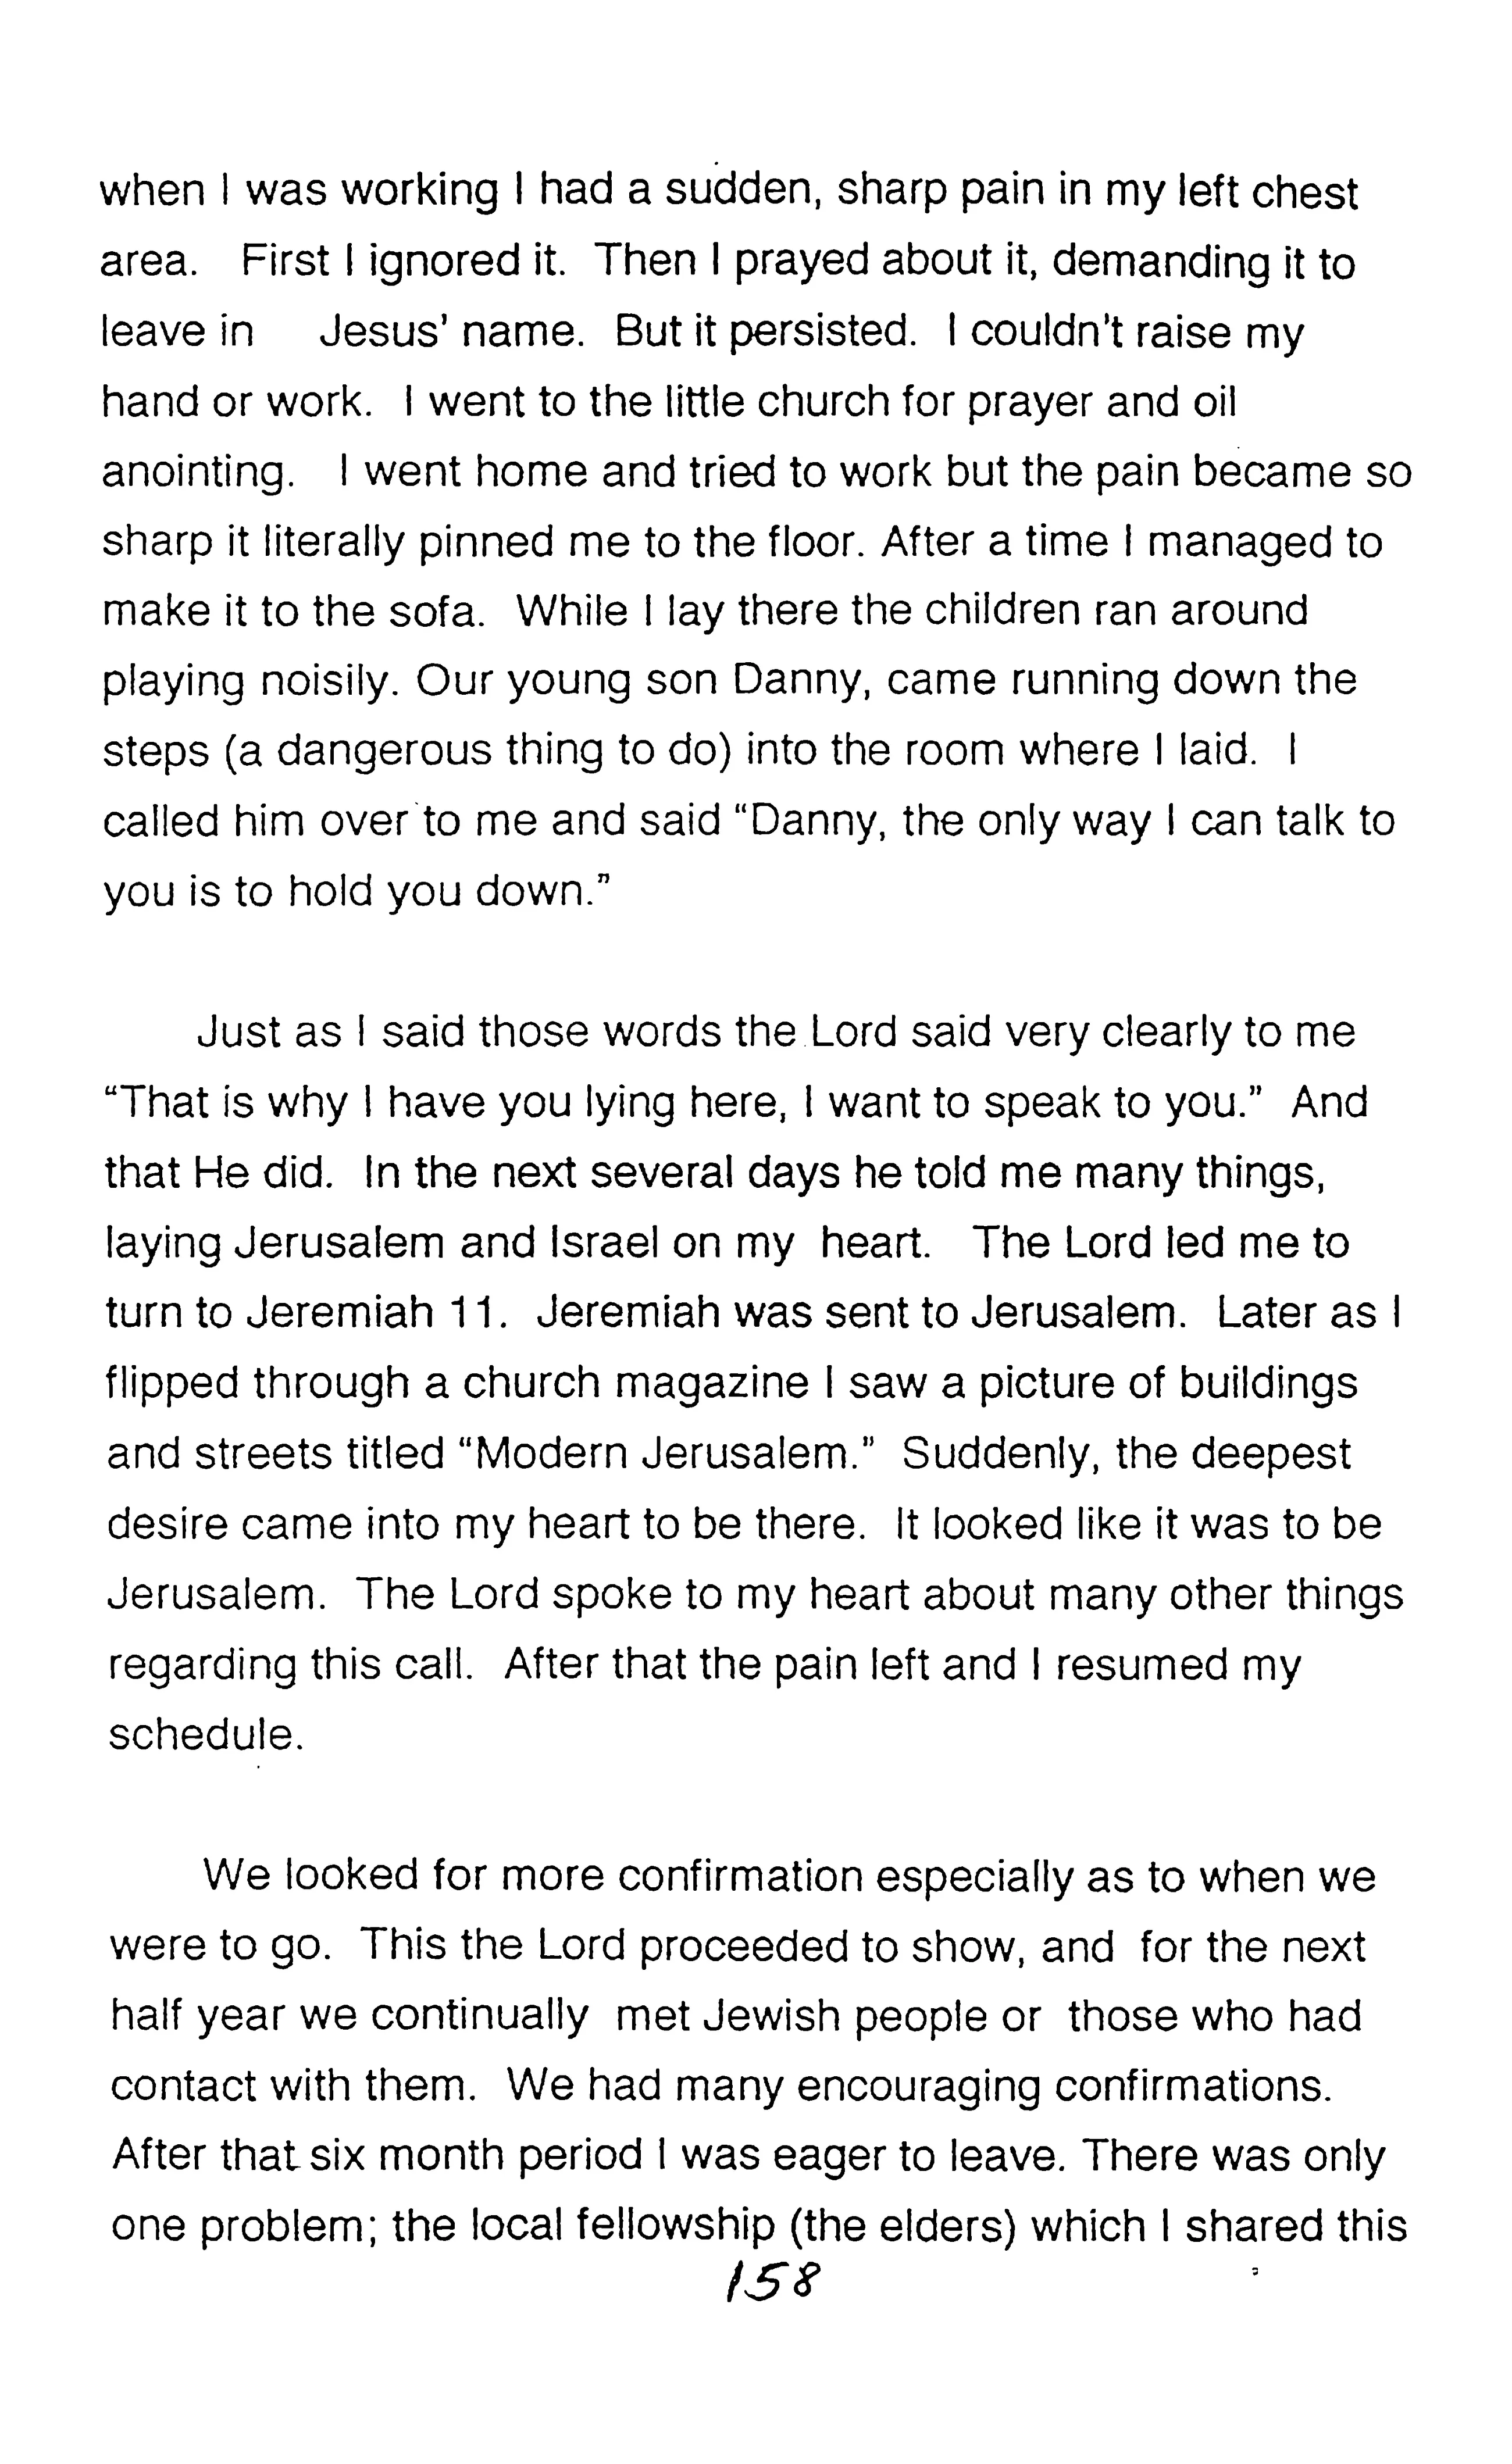 when I was working I had a sudden, sharp pain in my left chest
area. First I ignored it. Then I prayed about it, demanding it to
leave in Jesus' name. But it persisted. I couldn't raise my
hand or work. I went to the little church for prayer and oil
anointing. I went home and tried to work but the pain became so
sharp it literally pinned me to the floor. After a time I managed to
make it to the sofa. While I lay there the children ran around
playing noisily. Our young son Danny, came running down the
steps (a dangerous thing to do) into the room where I laid. I
called him over to me and said “Danny, the only way I can talk to
you is to hold you down.”
Just as I said those words the Lord said very clearly to me
“That is why I have you lying here, I want to speak to you.” And
that He did. In the next several days he told me many things,
laying Jerusalem and Israel on my heart. The Lord led me to
turn to Jeremiah 11. Jeremiah was sent to Jerusalem. Later as I
flipped through a church magazine I saw a picture of buildings
and streets titled “Modern Jerusalem.” Suddenly, the deepest
desire came into my heart to be there. It looked like it was to be
Jerusalem. The Lord spoke to my heart about many other things
regarding this call. After that the pain left and I resumed my
schedule.
We looked for more confirmation especially as to when we
were to go. This the Lord proceeded to show, and for the next
half year we continually met Jewish people or those who had
contact with them. We had many encouraging confirmations.
After that six month period I was eager to leave. There was only
one problem; the local fellowship (the elders) which I shared this
158